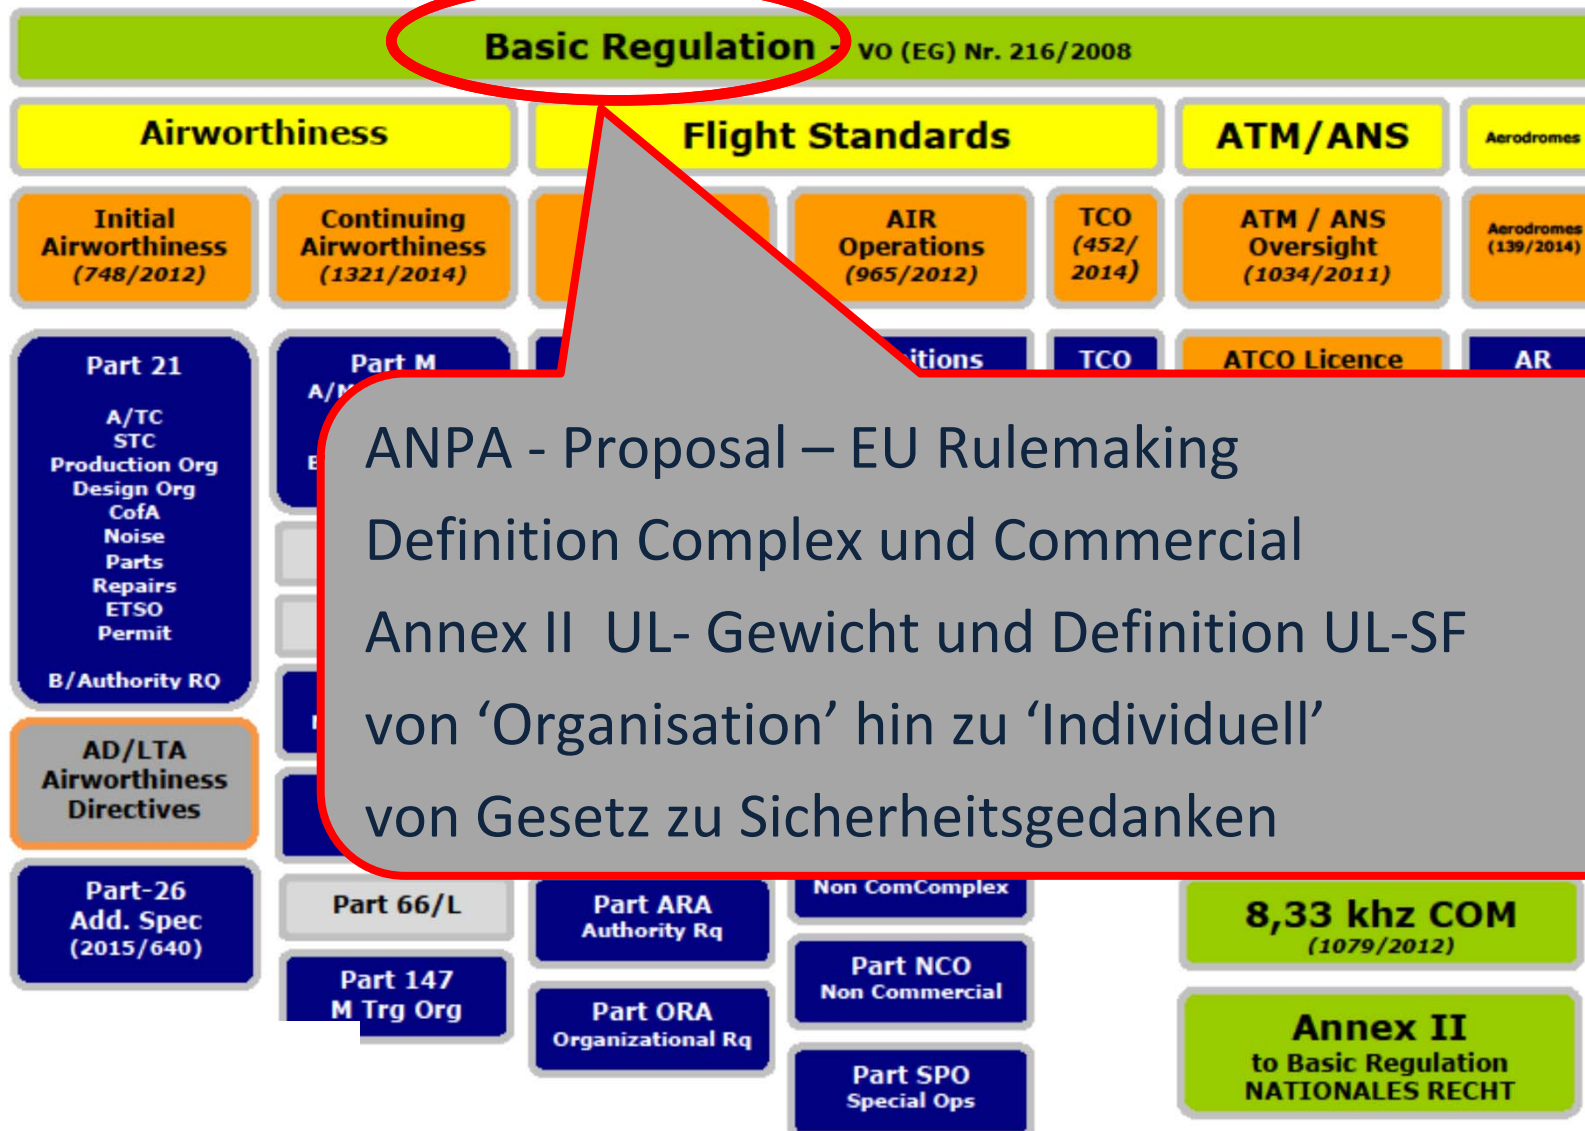 Basic Regulation - VO (EG) Nr. 216/2008
Airworthiness
Flight Standards
ATM/ANS
Aerodromes
Initial
Airworthiness
(748/2012)
Continuing
Airworthiness
(1321/2014)
AIR
Operations
(965/2012)
TCO
(452/
2014)
ATM / ANS
Oversight
(1034/2011)
Aerodromes
(139/2014)
Part 21
A/TC
STC
Production Org
Design Org
CofA
Noise
Parts
Repairs
ETSO
Permit
B/Authority RQ
Part M
TCO
ATCO Licence
AR
ANPA - Proposal – EU Rulemaking
Definition Complex und Commercial
Annex II UL- Gewicht und Definition UL-SF
von ‘Organisation’ hin zu ‘Individuell’
von Gesetz zu Sicherheitsgedanken
AD/LTA
Airworthiness
Directives
Part-26
Add. Spec
(2015/640)
Part 66/L
Part 147
M Trg Org
Part ARA
Authority Rq
Part ORA
Organizational Rq
Non ComComplex
Part NCO
Non Commercial
Part SPO
Special Ops
8,33 khz COM
(1079/2012)
Annex II
to Basic Regulation
NATIONALES RECHT